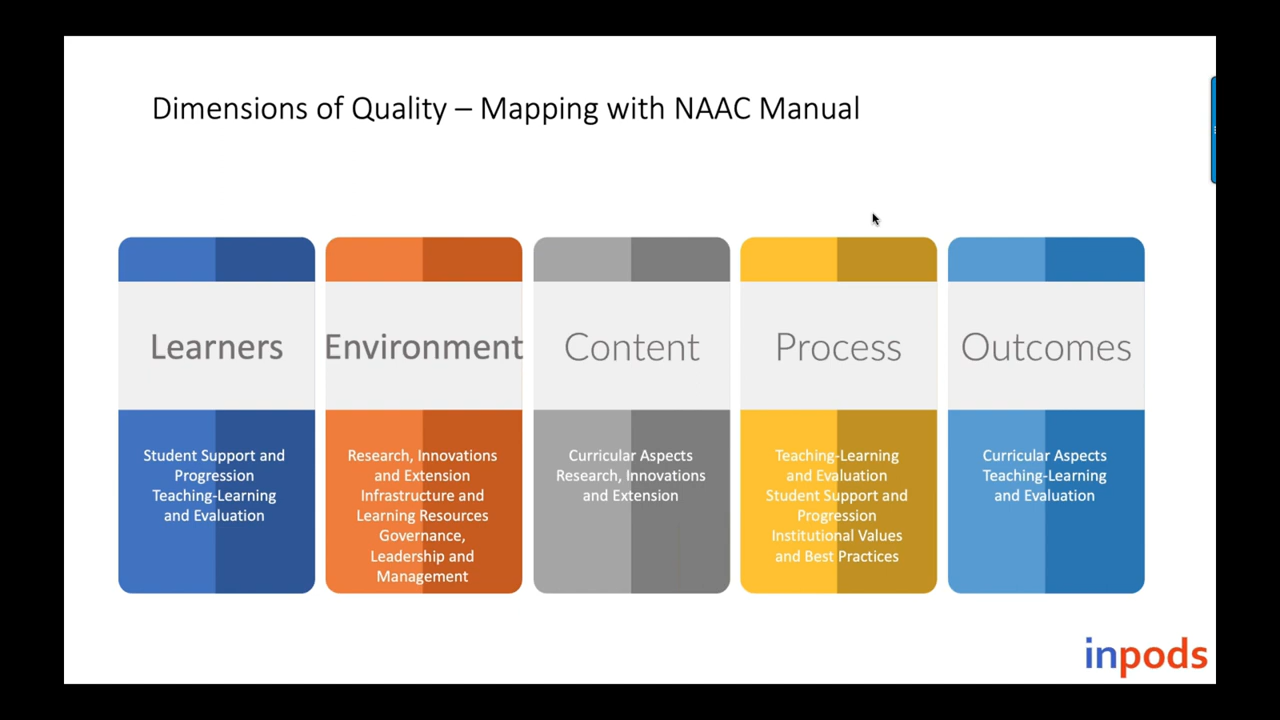 Dimensions of Quality – Mapping with NAAC Manual
Learners
Student Support and
Progression
Teaching-Learning
and Evaluation
Environment
Research, Innovations
and Extension
Infrastructure and
Learning Resources
Governance,
Leadership and
Management
Content
Curricular Aspects
Research, Innovations
and Extension
Process
Teaching-Learning
and Evaluation
Student Support and
Progression
Institutional Values
and Best Practices
Outcomes
Curricular Aspects
Teaching-Learning
and Evaluation
inpods